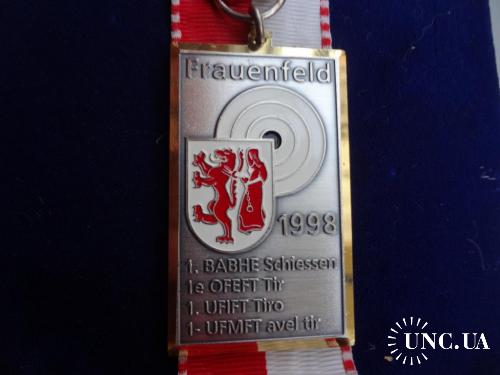 Frauenfeld
1998
1. BABHE Schiessen
1e OFEFT Tir
1. UFIFT Tiro
1- UFMFT avel tir
UNC.UA